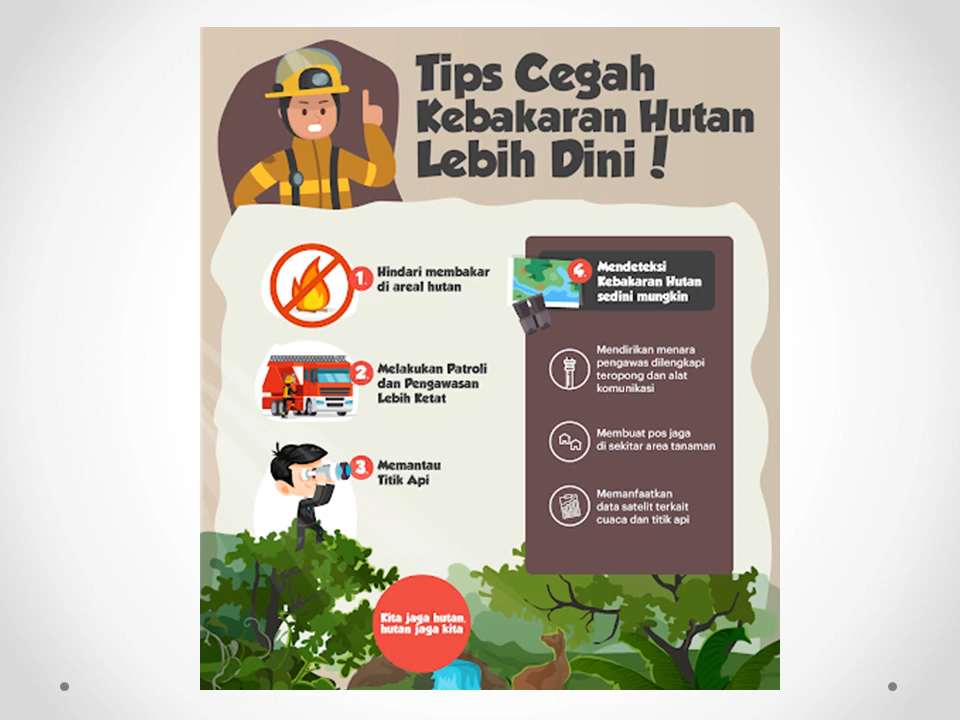 Tips Cegah
Kebakaran Hutan
Lebih Dini!
1. Hindari membakar
di areal hutan
2. Melakukan Patroli
dan Pengawasan
Lebih Ketat
3. Memantau
Titik Api
4. Mendeteksi
Kebakaran Hutan
sedini mungkin
Mendirikan menara
pengawas dilengkapi
teropong dan alat
komunikasi
Membuat pos jaga
di sekitar area tanaman
Memanfaatkan
data satelit terkait
cuaca dan titik api
Kita jaga hutan,
hutan jaga kita